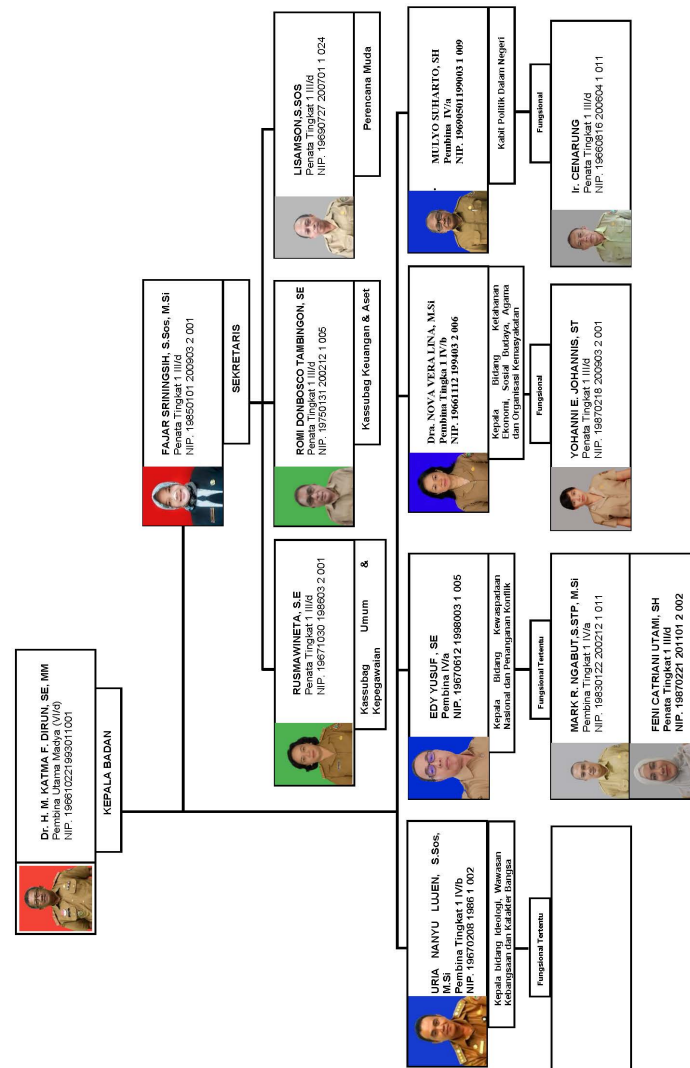 Dr. H. M. KATMA F. DIRUN, SE, MM
Pembina Utama Madya (VI/d)
NIP. 196610221993011001
KEPALA BADAN
FAJAR SRININGSIH, S.Sos, M.Si
Penata Tingkat 1 III/d
NIP. 19850101 200903 2 001
SEKRETARIS
RUSMAWINETA, S.E
Penata Tingkat 1 III/d
NIP. 19671030 198603 2 001
Kassubag Umum &
Kepegawaian
ROMI DONBOSCO TAMBINGON, SE
Penata Tingkat 1 III/d
NIP. 19750131 200212 1 005
Kassubag Keuangan & Aset
LISAMSON,S.SOS
Penata Tingkat 1 III/d
NIP. 19690727 200701 1 024
Perencana Muda
URIA NANYU LUJEN, S.Sos,
M.Si
Pembina Tingkat 1 IV/b
NIP. 19670208 1986 1 002
Kepala bidang Ideologi, Wawasan
Kebangsaan dan Katakter Bangsa
Fungsional Tertentu
EDY YUSUF, SE
Pembina IV/a
NIP. 19670612 1998003 1 005
Kepala Bidang Kewaspadaan
Nasional dan Penanganan Konflik
Fungsional Tertentu
MARK R. NGABUT,S.STP, M.Si
Pembina Tingkat 1 IV/a
NIP. 19830122 200212 1 011
FENI CATRIANI UTAMI, SH
Penata Tingkat 1 III/d
NIP. 19870221 201101 2 002
Dra. NOVA VERA LINA, M.Si
Pembina Tingka 1 IV/b
NIP. 19661112 199403 2 006
Kepala Bidang Ketahanan
Ekonomi, Sosial Budaya, Agama
dan Organisasi Kemasyakatan
Fungsional
YOHANNI E. JOHANNIS, ST
Penata Tingkat 1 III/d
NIP. 19870218 200903 2 001
MULYO SUHARTO, SH
Pembina IV/a
NIP. 19690501199003 1 009
Kabit Politik Dalam Negeri
Fungsional
Ir. CENARUNG
Penata Tingkat 1 III/d
NIP. 19660816 200604 1 011